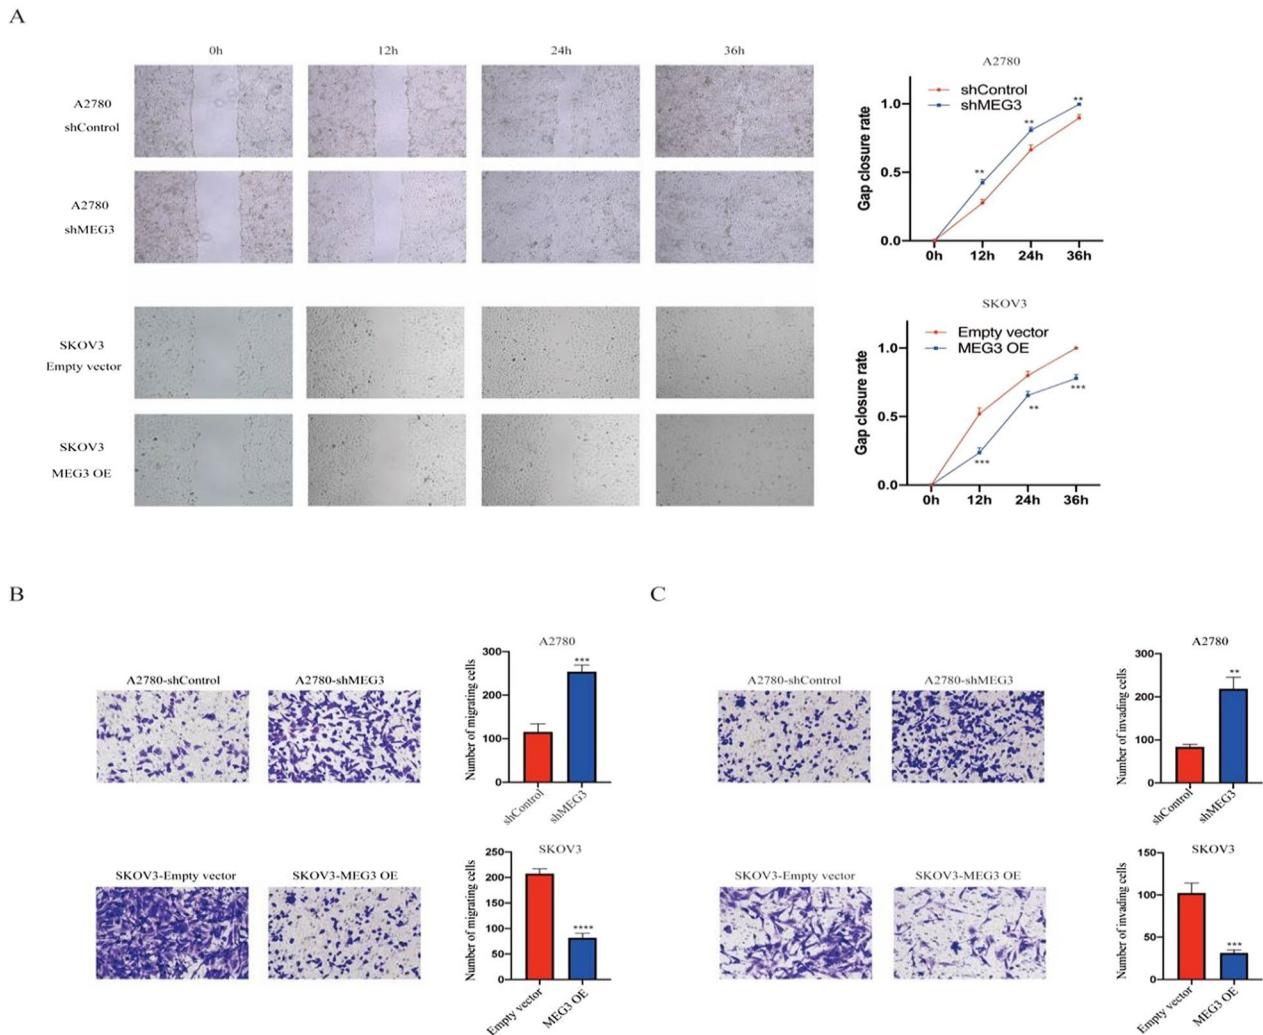 A
0h 12h 24h 36h
A2780
shControl
A2780
shMEG3
SKOV3
Empty vector
SKOV3
MEG3 OE
A2780
shControl
shMEG3
Gap closure rate
1.0
0.5
0.0
** ** **
0h 12h 24h 36h
SKOV3
Empty vector
MEG3 OE
Gap closure rate
1.0
0.5
0.0
*** ** ***
0h 12h 24h 36h
B
A2780-shControl A2780-shMEG3
A2780
Number of migrating cells
300
200
100
0
***
shControl shMEG3
SKOV3-Empty vector SKOV3-MEG3 OE
SKOV3
Number of migrating cells
250
200
150
100
50
0
****
Empty vector MEG3 OE
C
A2780-shControl A2780-shMEG3
A2780
Number of invading cells
300
200
100
0
**
shControl shMEG3
SKOV3-Empty vector SKOV3-MEG3 OE
SKOV3
Number of invading cells
150
100
50
0
***
Empty vector MEG3 OE